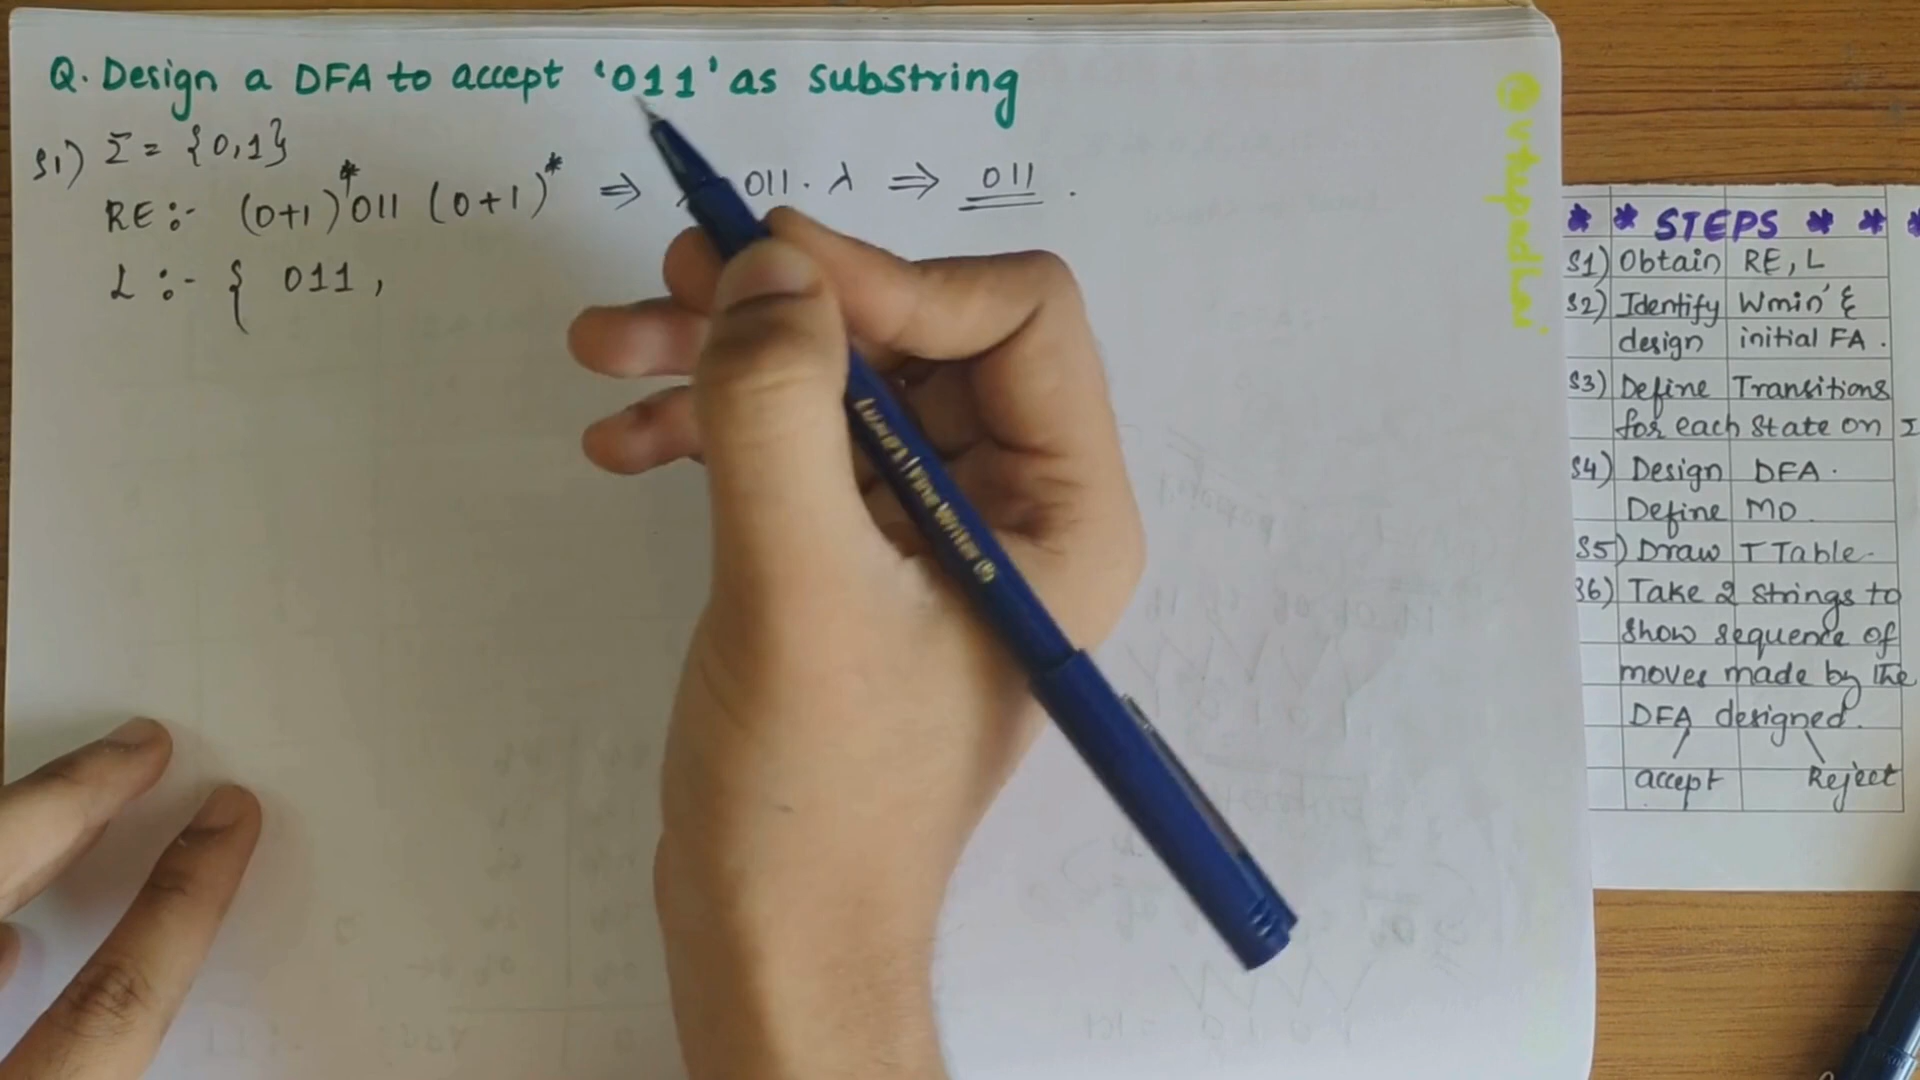 Q. Design a DFA to accept '011' as substring
S1) Σ = {0,1}
RE :- (0+1)*011 (0+1)* ⇒ 011 . λ ⇒ 011 .
L :- { 011 ,
@vtupadhai
* * STEPS * * *
S1) Obtain RE, L
S2) Identify Wmin' &
design initial FA .
S3) Define Transitions
for each State on Σ
S4) Design DFA .
Define MD
S5) Draw T Table.
S6) Take 2 strings to
show sequence of
moves made by the
DFA designed.
accept Reject